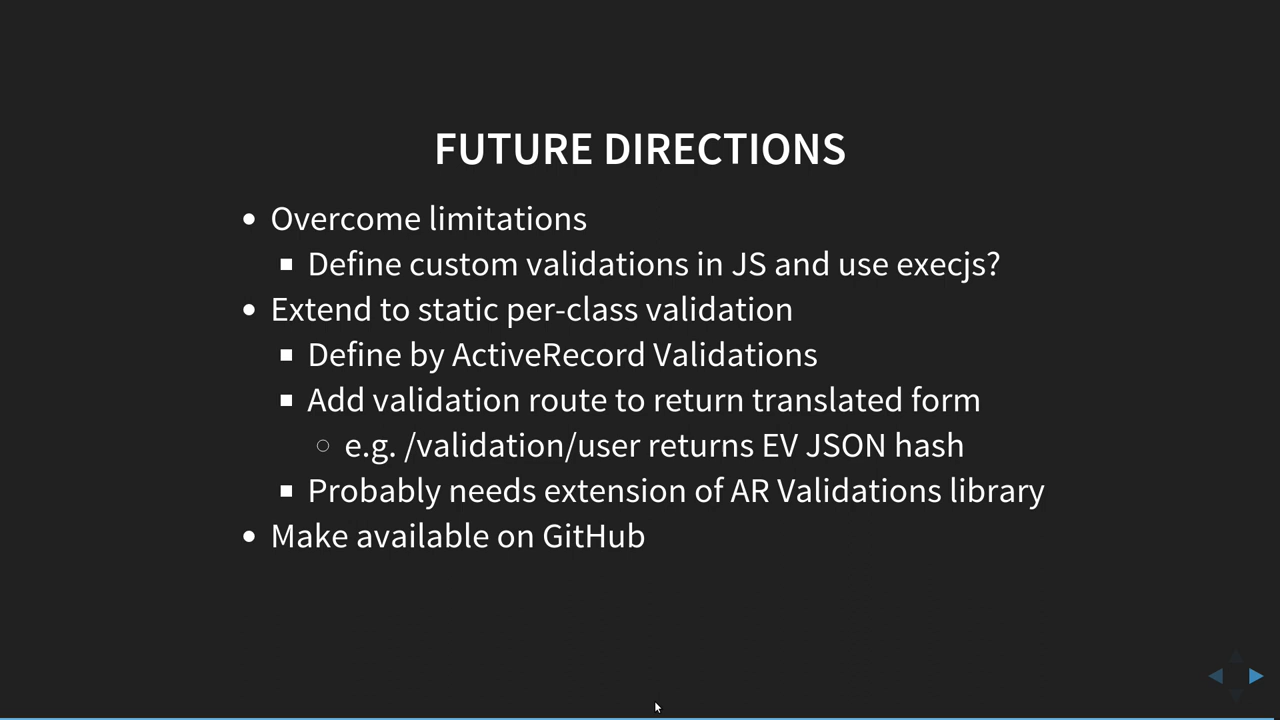 FUTURE DIRECTIONS
Overcome limitations
Define custom validations in JS and use execjs?
Extend to static per-class validation
Define by ActiveRecord Validations
Add validation route to return translated form
e.g. /validation/user returns EV JSON hash
Probably needs extension of AR Validations library
Make available on GitHub